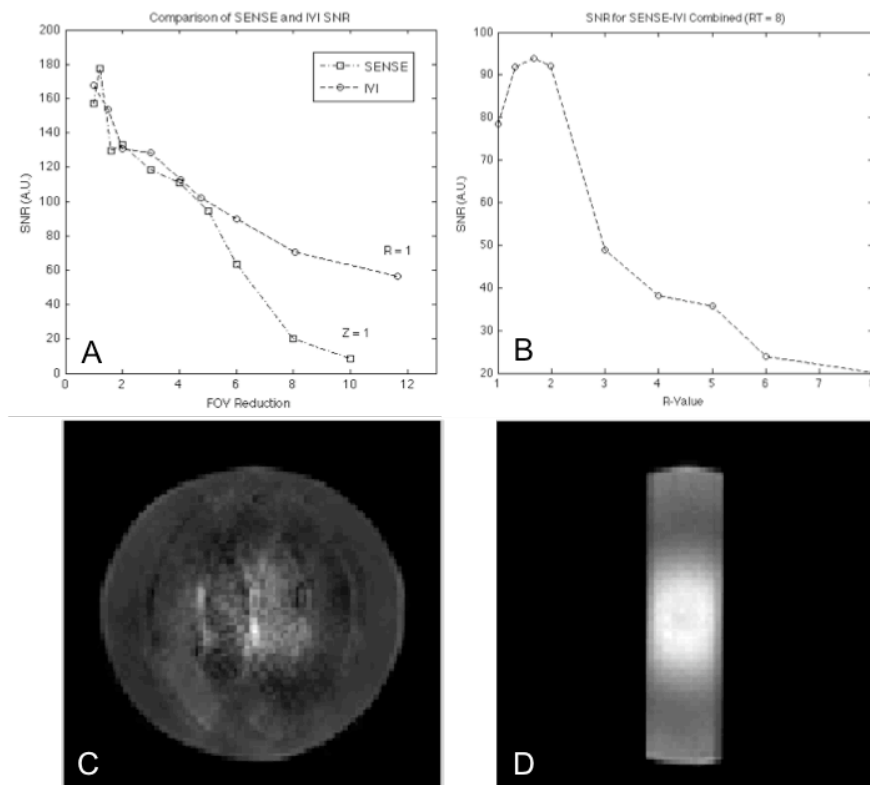 Comparison of SENSE and IVI SNR
200
180
160
140
120
100
80
60
40
20
0
SNR (A.U.)
SENSE
IVI
R = 1
Z = 1
A
0
2
4
6
8
10
12
FOV Reduction
SNR for SENSE-IVI Combined (RT = 8)
100
90
80
70
60
50
40
30
20
SNR (A.U.)
B
1
2
3
4
5
6
7
8
R-Value
C
D